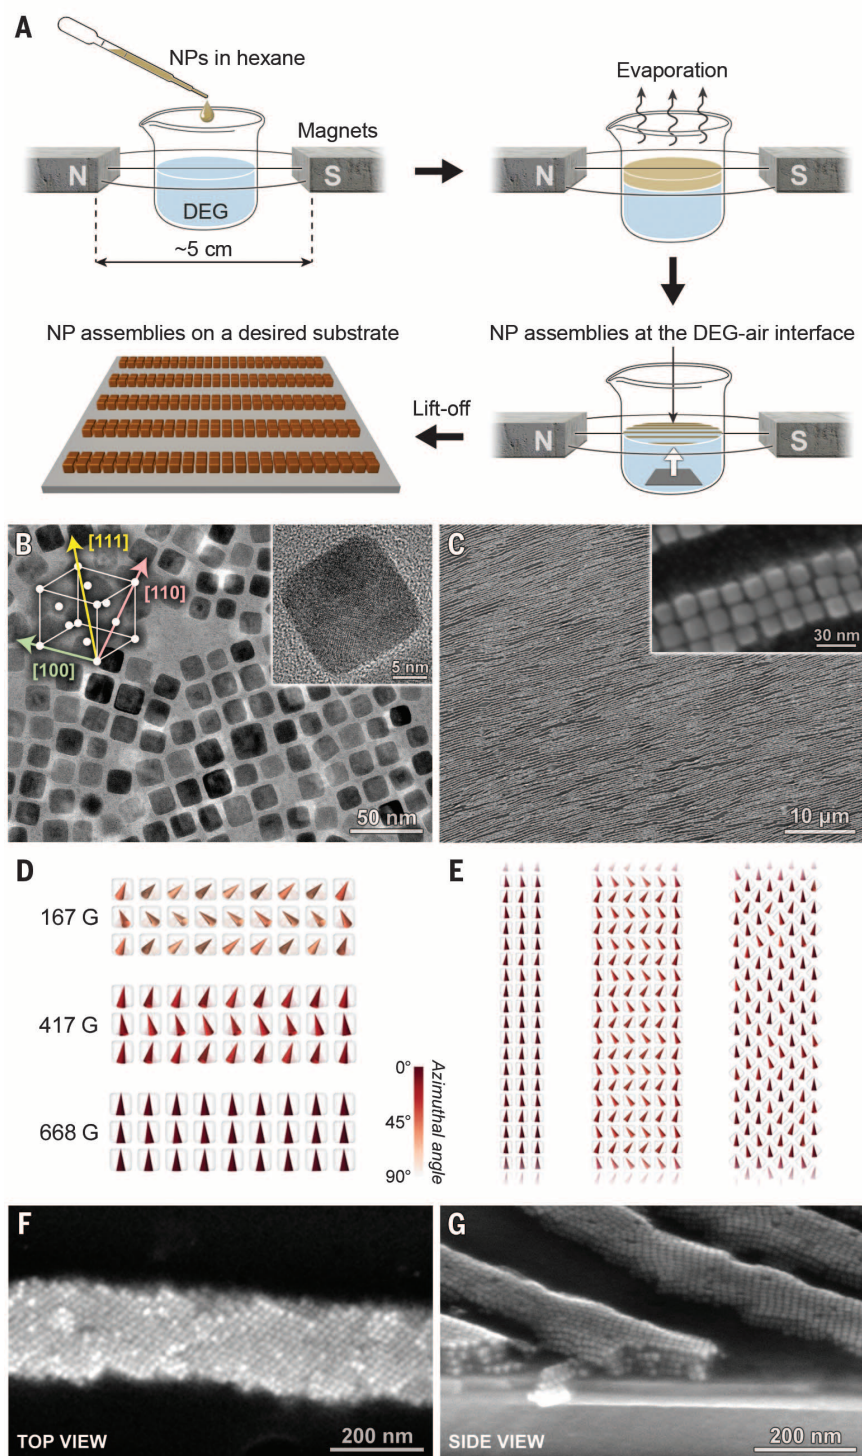 A
NPs in hexane
Evaporation
Magnets
N
S
N
S
DEG
~5 cm
NP assemblies on a desired substrate
NP assemblies at the DEG-air interface
Lift-off
N
S
B
[111]
[110]
[100]
5 nm
50 nm
C
30 nm
10 µm
D
167 G
417 G
668 G
0°
45°
90°
Azimuthal angle
E
F
TOP VIEW
200 nm
G
SIDE VIEW
200 nm